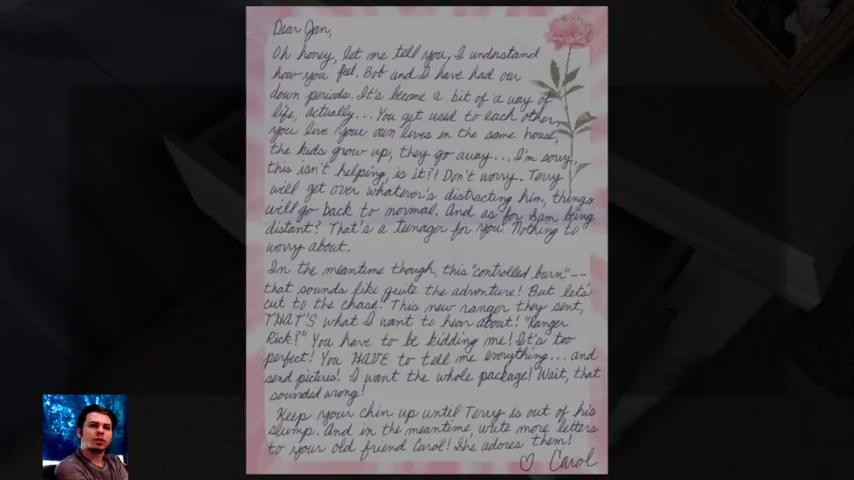 Dear Jan,
Oh honey, let me tell you, I understand
how you feel. Bob and I have had our
down periods. It's become a bit of a way of
life, actually... You get used to each other,
you live your own lives in the same house,
the kids grow up, they go away... I'm sorry,
this isn't helping, is it?! Don't worry. Terry
will get over whatever's distracting him, things
will go back to normal. And as for Sam being
distant? That's a teenager for you! Nothing to
worry about.
In the meantime though, this "controlled burn"--
that sounds like quite the adventure! But let's
cut to the chase! This new ranger they sent,
THAT'S what I want to hear about! "Ranger
Rick?" You have to be kidding me! It's too
perfect! You HAVE to tell me everything... and
send pictures! I want the whole package! Wait, that
sounded wrong!
Keep your chin up until Terry is out of his
slump. And in the meantime, write more letters
to your old friend Carol! She adores them!
♡ Carol